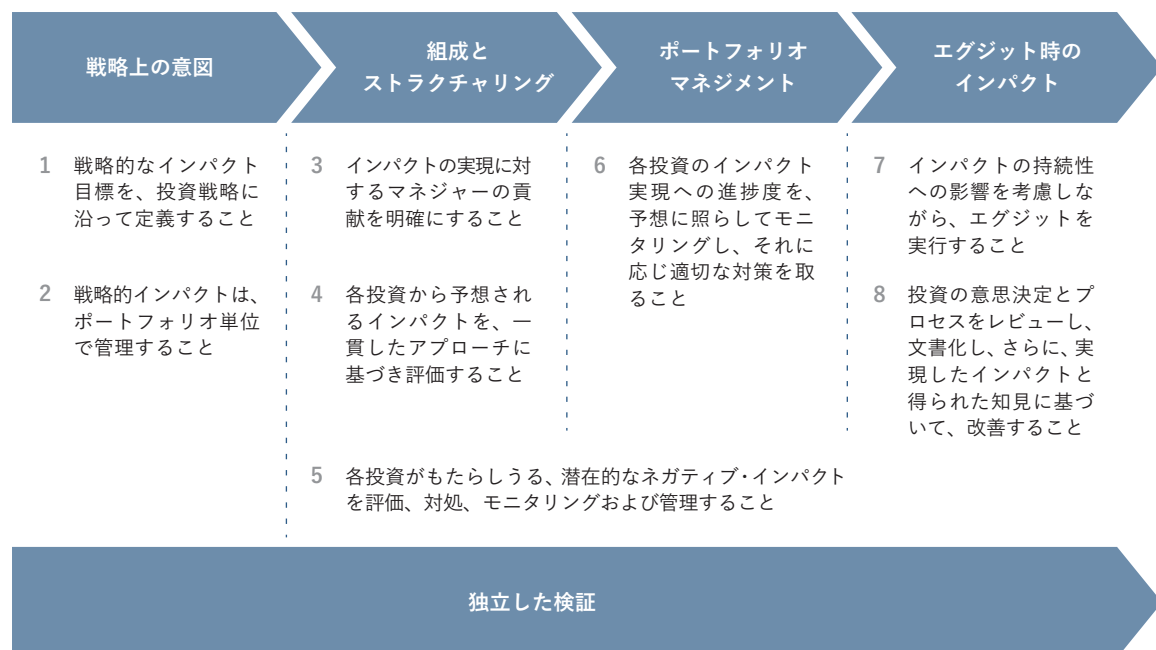 戦略上の意図
組成と
ストラクチャリング
ポートフォリオ
マネジメント
エグジット時の
インパクト
1 戦略的なインパクト
目標を、投資戦略に
沿って定義すること
2 戦略的インパクトは、
ポートフォリオ単位
で管理すること
3 インパクトの実現に対
するマネジャーの貢
献を明確にすること
4 各投資から予想され
るインパクトを、一
貫したアプローチに
基づき評価すること
6 各投資のインパクト
実現への進捗度を、
予想に照らしてモニ
タリングし、それに
応じ適切な対策を取
ること
7 インパクトの持続性
への影響を考慮しな
がら、エグジットを
実行すること
8 投資の意思決定とプ
ロセスをレビューし、
文書化し、さらに、実
現したインパクトと
得られた知見に基づ
いて、改善すること
5 各投資がもたらしうる、潜在的なネガティブ・インパクト
を評価、対処、モニタリングおよび管理すること
独立した検証